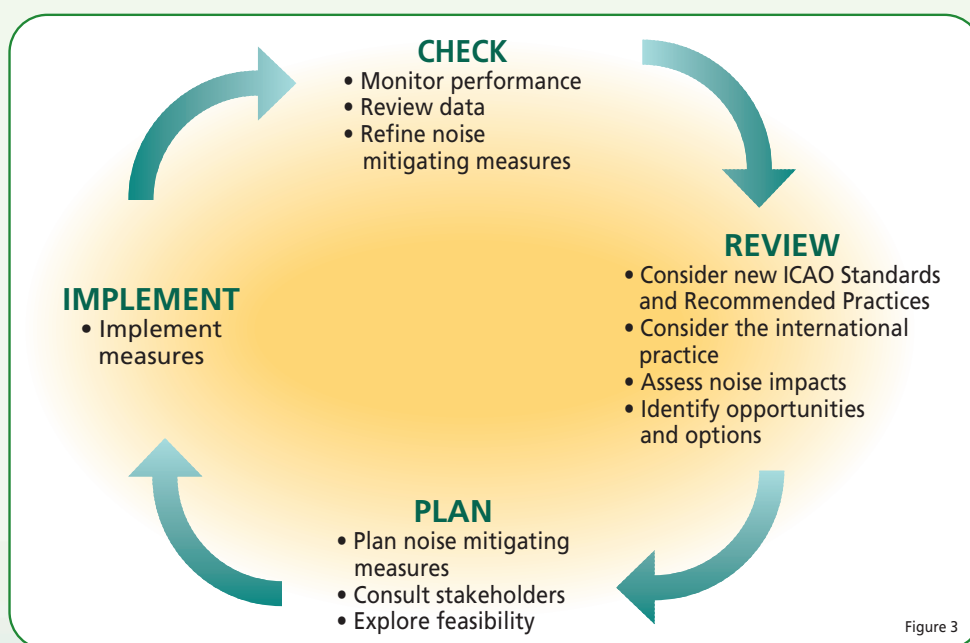 CHECK
• Monitor performance
• Review data
• Refine noise
mitigating measures
REVIEW
• Consider new ICAO Standards
and Recommended Practices
• Consider the international
practice
• Assess noise impacts
• Identify opportunities
and options
PLAN
• Plan noise mitigating
measures
• Consult stakeholders
• Explore feasibility
IMPLEMENT
• Implement
measures
Figure 3